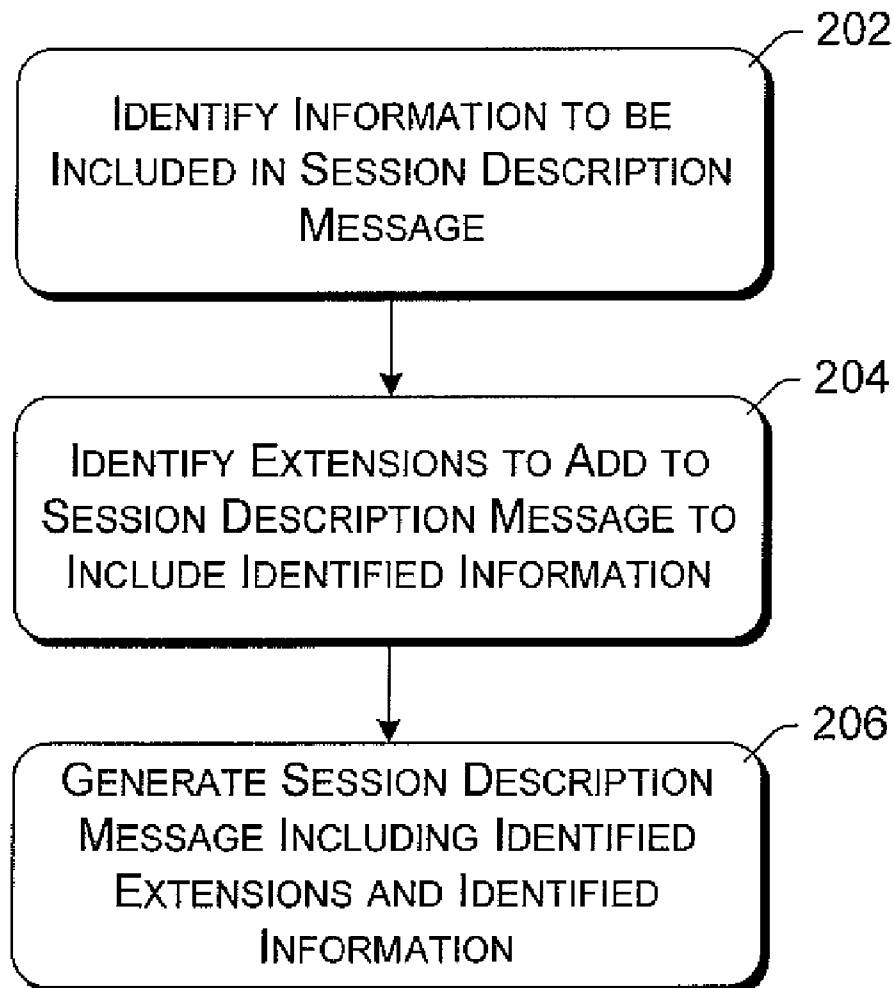 202
IDENTIFY INFORMATION TO BE
INCLUDED IN SESSION DESCRIPTION
MESSAGE
204
IDENTIFY EXTENSIONS TO ADD TO
SESSION DESCRIPTION MESSAGE TO
INCLUDE IDENTIFIED INFORMATION
206
GENERATE SESSION DESCRIPTION
MESSAGE INCLUDING IDENTIFIED
EXTENSIONS AND IDENTIFIED
INFORMATION